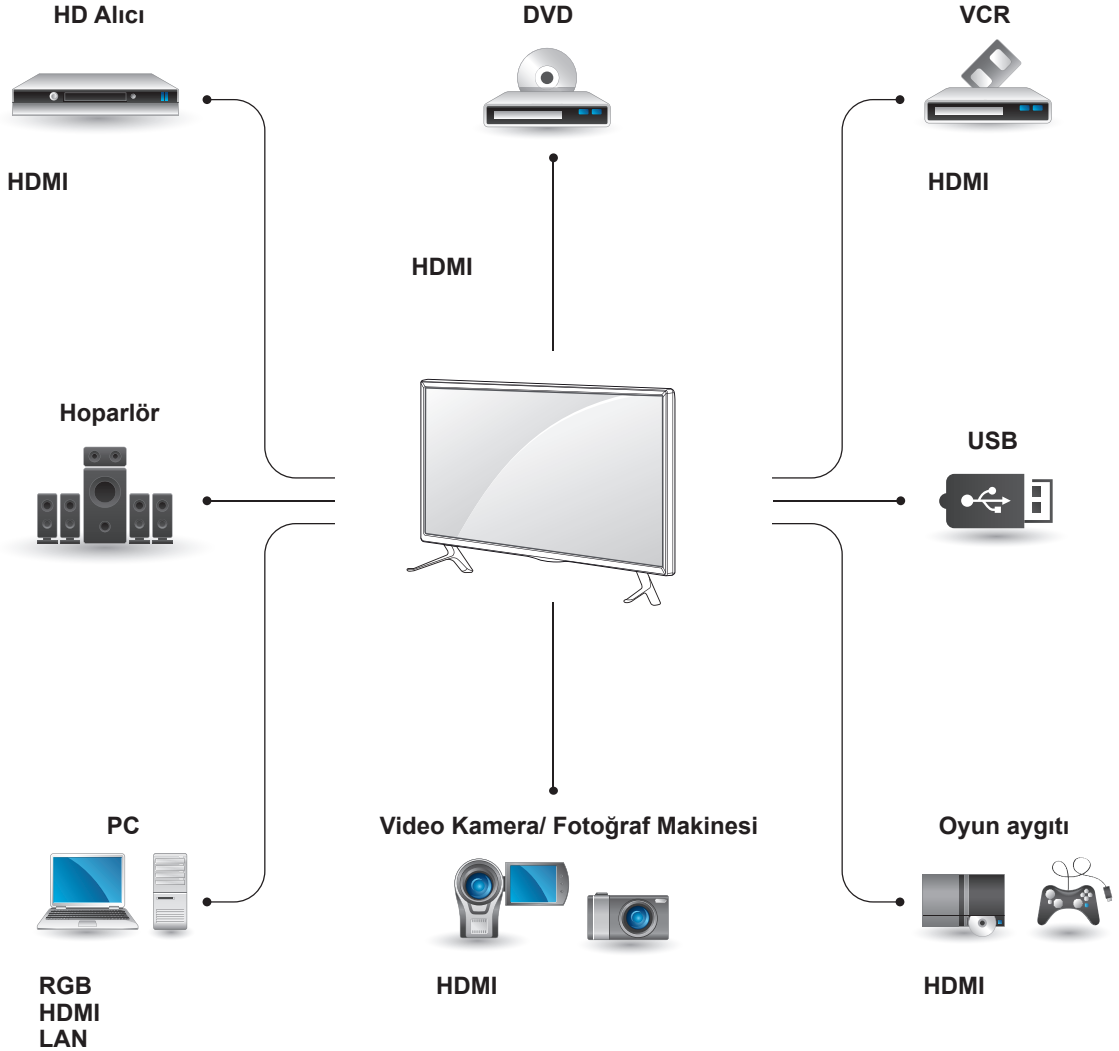 HD Alıcı
DVD
VCR
HDMI
HDMI
HDMI
Hoparlör
USB
PC
Video Kamera/ Fotoğraf Makinesi
Oyun aygıtı
RGB
HDMI
LAN
HDMI
HDMI